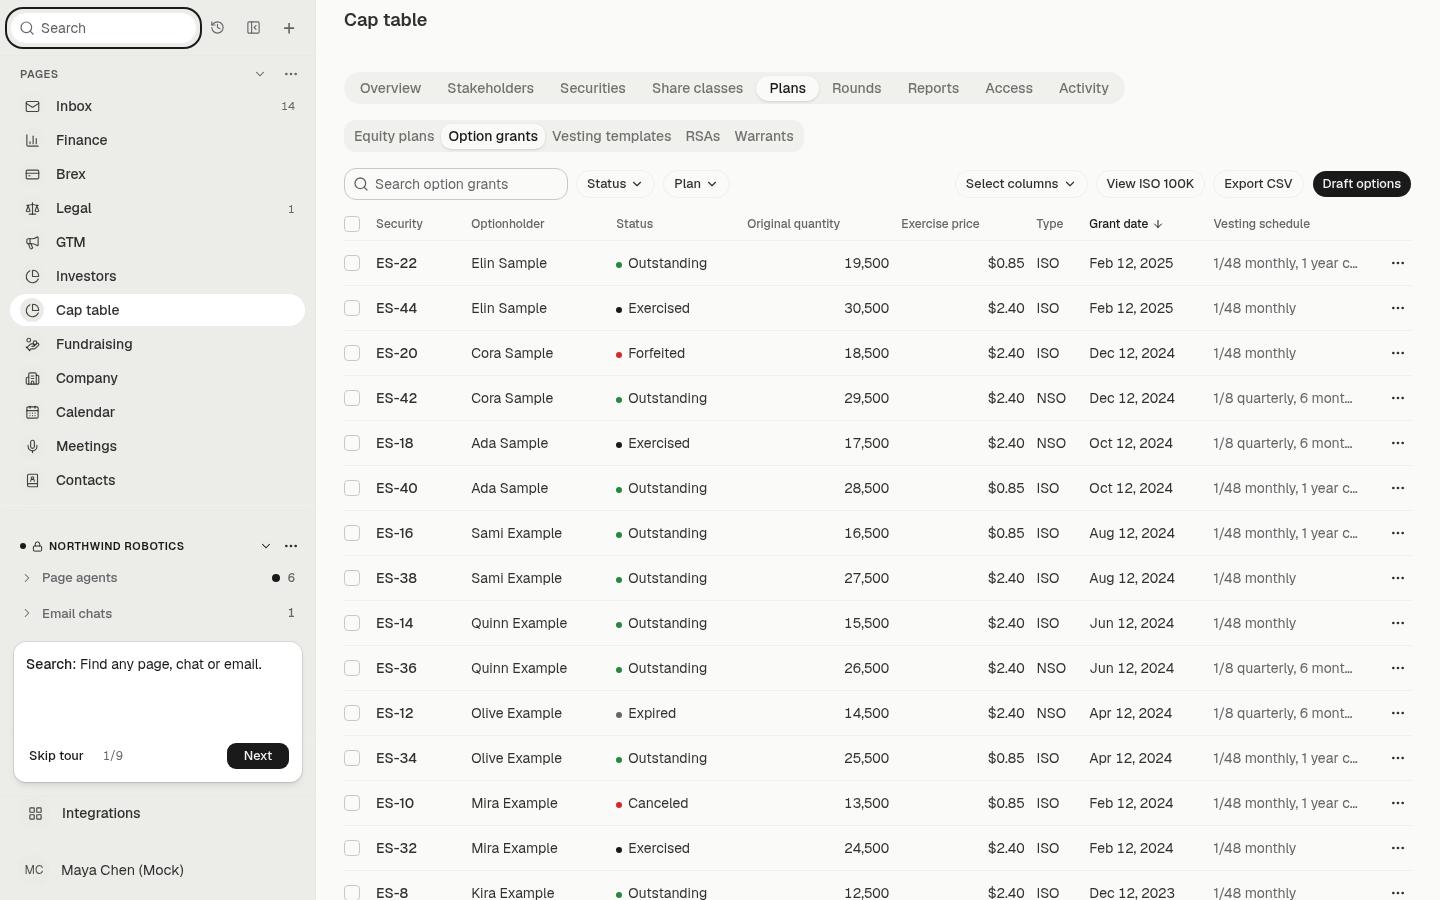 Search
PAGES
Inbox 14
Finance
Brex
Legal 1
GTM
Investors
Cap table
Fundraising
Company
Calendar
Meetings
Contacts
NORTHWIND ROBOTICS
Page agents 6
Email chats 1
Search: Find any page, chat or email.
Skip tour 1/9 Next
Integrations
MC Maya Chen (Mock)
Cap table
Overview Stakeholders Securities Share classes Plans Rounds Reports Access Activity
Equity plans Option grants Vesting templates RSAs Warrants
Search option grants Status Plan Select columns View ISO 100K Export CSV Draft options
Security Optionholder Status Original quantity Exercise price Type Grant date Vesting schedule
ES-22 Elin Sample Outstanding 19,500 $0.85 ISO Feb 12, 2025 1/48 monthly, 1 year c...
ES-44 Elin Sample Exercised 30,500 $2.40 ISO Feb 12, 2025 1/48 monthly
ES-20 Cora Sample Forfeited 18,500 $2.40 ISO Dec 12, 2024 1/48 monthly
ES-42 Cora Sample Outstanding 29,500 $2.40 NSO Dec 12, 2024 1/8 quarterly, 6 mont...
ES-18 Ada Sample Exercised 17,500 $2.40 NSO Oct 12, 2024 1/8 quarterly, 6 mont...
ES-40 Ada Sample Outstanding 28,500 $0.85 ISO Oct 12, 2024 1/48 monthly, 1 year c...
ES-16 Sami Example Outstanding 16,500 $0.85 ISO Aug 12, 2024 1/48 monthly, 1 year c...
ES-38 Sami Example Outstanding 27,500 $2.40 ISO Aug 12, 2024 1/48 monthly
ES-14 Quinn Example Outstanding 15,500 $2.40 ISO Jun 12, 2024 1/48 monthly
ES-36 Quinn Example Outstanding 26,500 $2.40 NSO Jun 12, 2024 1/8 quarterly, 6 mont...
ES-12 Olive Example Expired 14,500 $2.40 NSO Apr 12, 2024 1/8 quarterly, 6 mont...
ES-34 Olive Example Outstanding 25,500 $0.85 ISO Apr 12, 2024 1/48 monthly, 1 year c...
ES-10 Mira Example Canceled 13,500 $0.85 ISO Feb 12, 2024 1/48 monthly, 1 year c...
ES-32 Mira Example Exercised 24,500 $2.40 ISO Feb 12, 2024 1/48 monthly
ES-8 Kira Example Outstanding 12,500 $2.40 ISO Dec 12, 2023 1/48 monthly